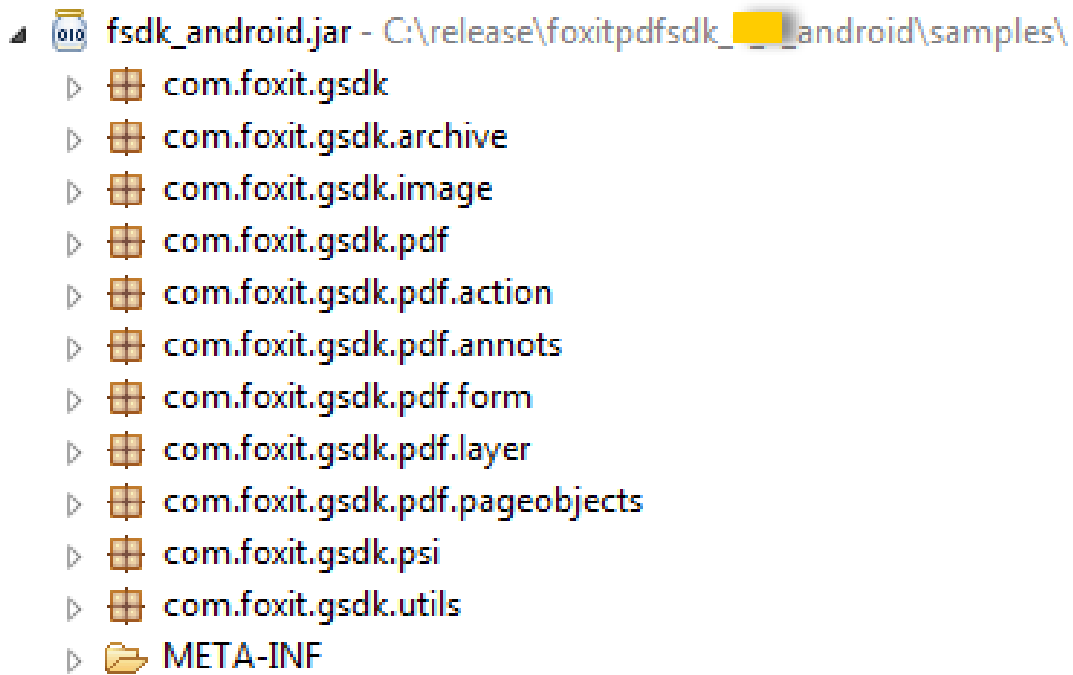 fsdk_android.jar - C:\release\foxitpdfsdk_ _ _android\samples\
com.foxit.gsdk
com.foxit.gsdk.archive
com.foxit.gsdk.image
com.foxit.gsdk.pdf
com.foxit.gsdk.pdf.action
com.foxit.gsdk.pdf.annots
com.foxit.gsdk.pdf.form
com.foxit.gsdk.pdf.layer
com.foxit.gsdk.pdf.pageobjects
com.foxit.gsdk.psi
com.foxit.gsdk.utils
META-INF